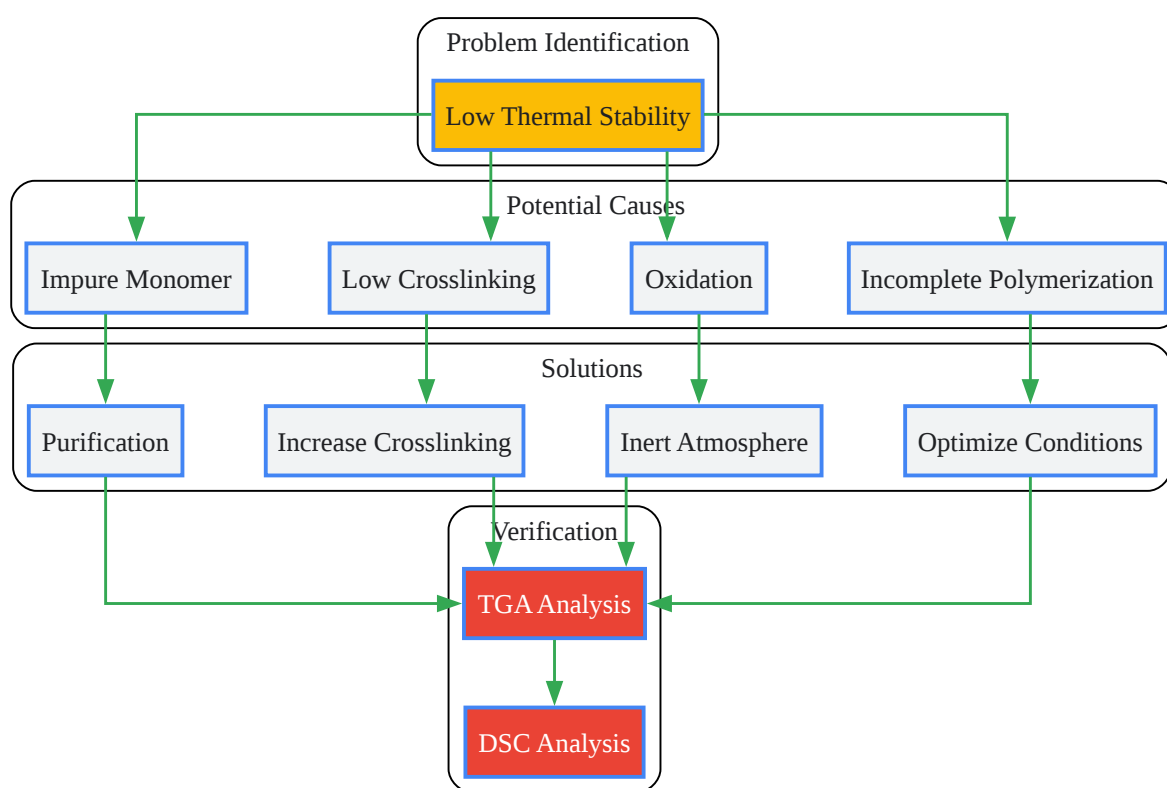 Problem Identification
Low Thermal Stability
Potential Causes
Impure Monomer
Low Crosslinking
Oxidation
Incomplete Polymerization
Solutions
Purification
Increase Crosslinking
Inert Atmosphere
Optimize Conditions
Verification
TGA Analysis
DSC Analysis